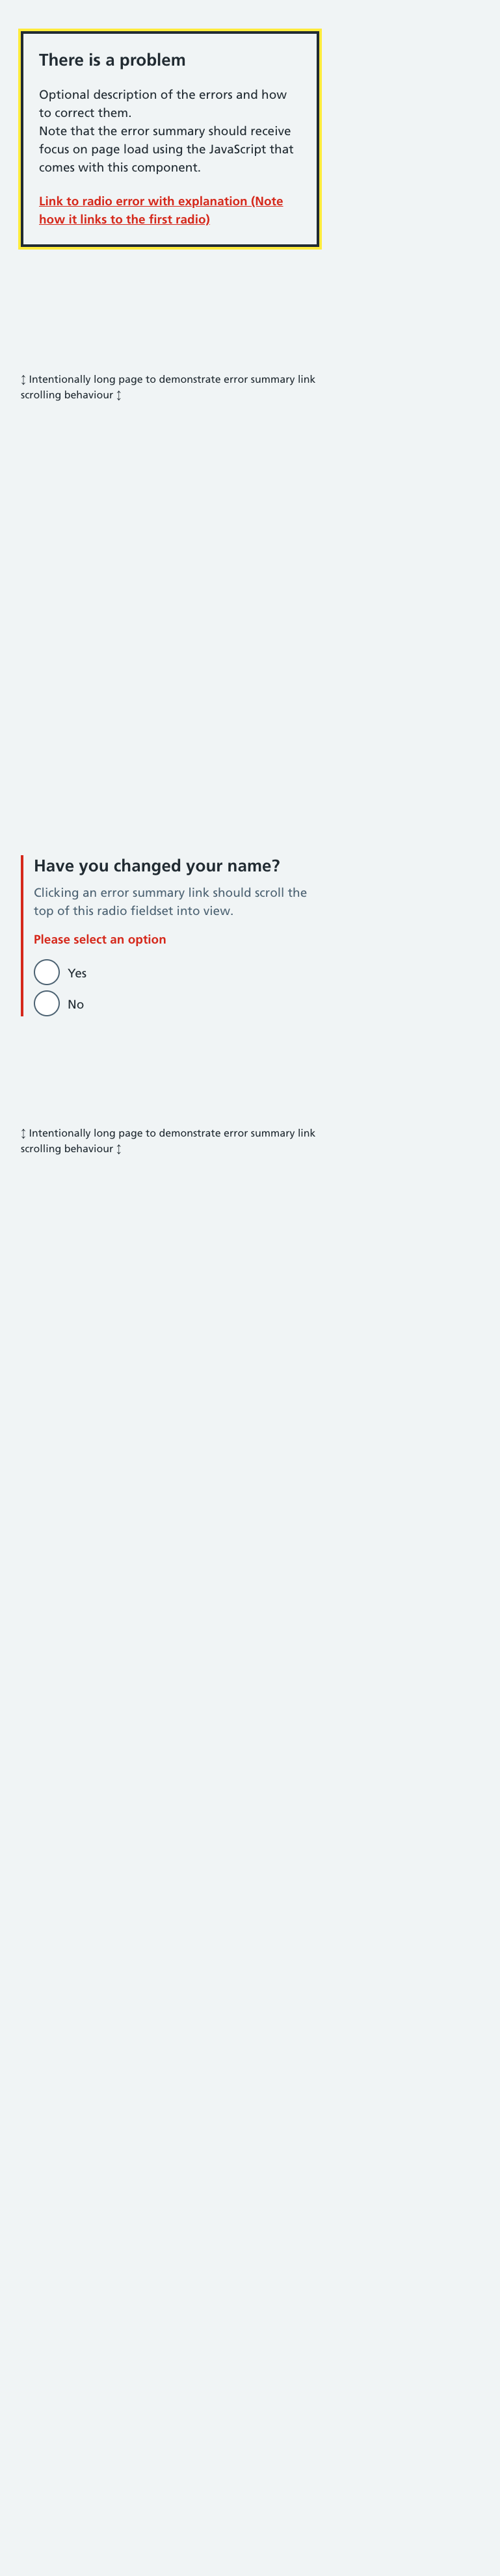 There is a problem
Optional description of the errors and how
to correct them.
Note that the error summary should receive
focus on page load using the JavaScript that
comes with this component.
Link to radio error with explanation (Note
how it links to the first radio)
↕ Intentionally long page to demonstrate error summary link
scrolling behaviour ↕
Have you changed your name?
Clicking an error summary link should scroll the
top of this radio fieldset into view.
Please select an option
Yes
No
↕ Intentionally long page to demonstrate error summary link
scrolling behaviour ↕